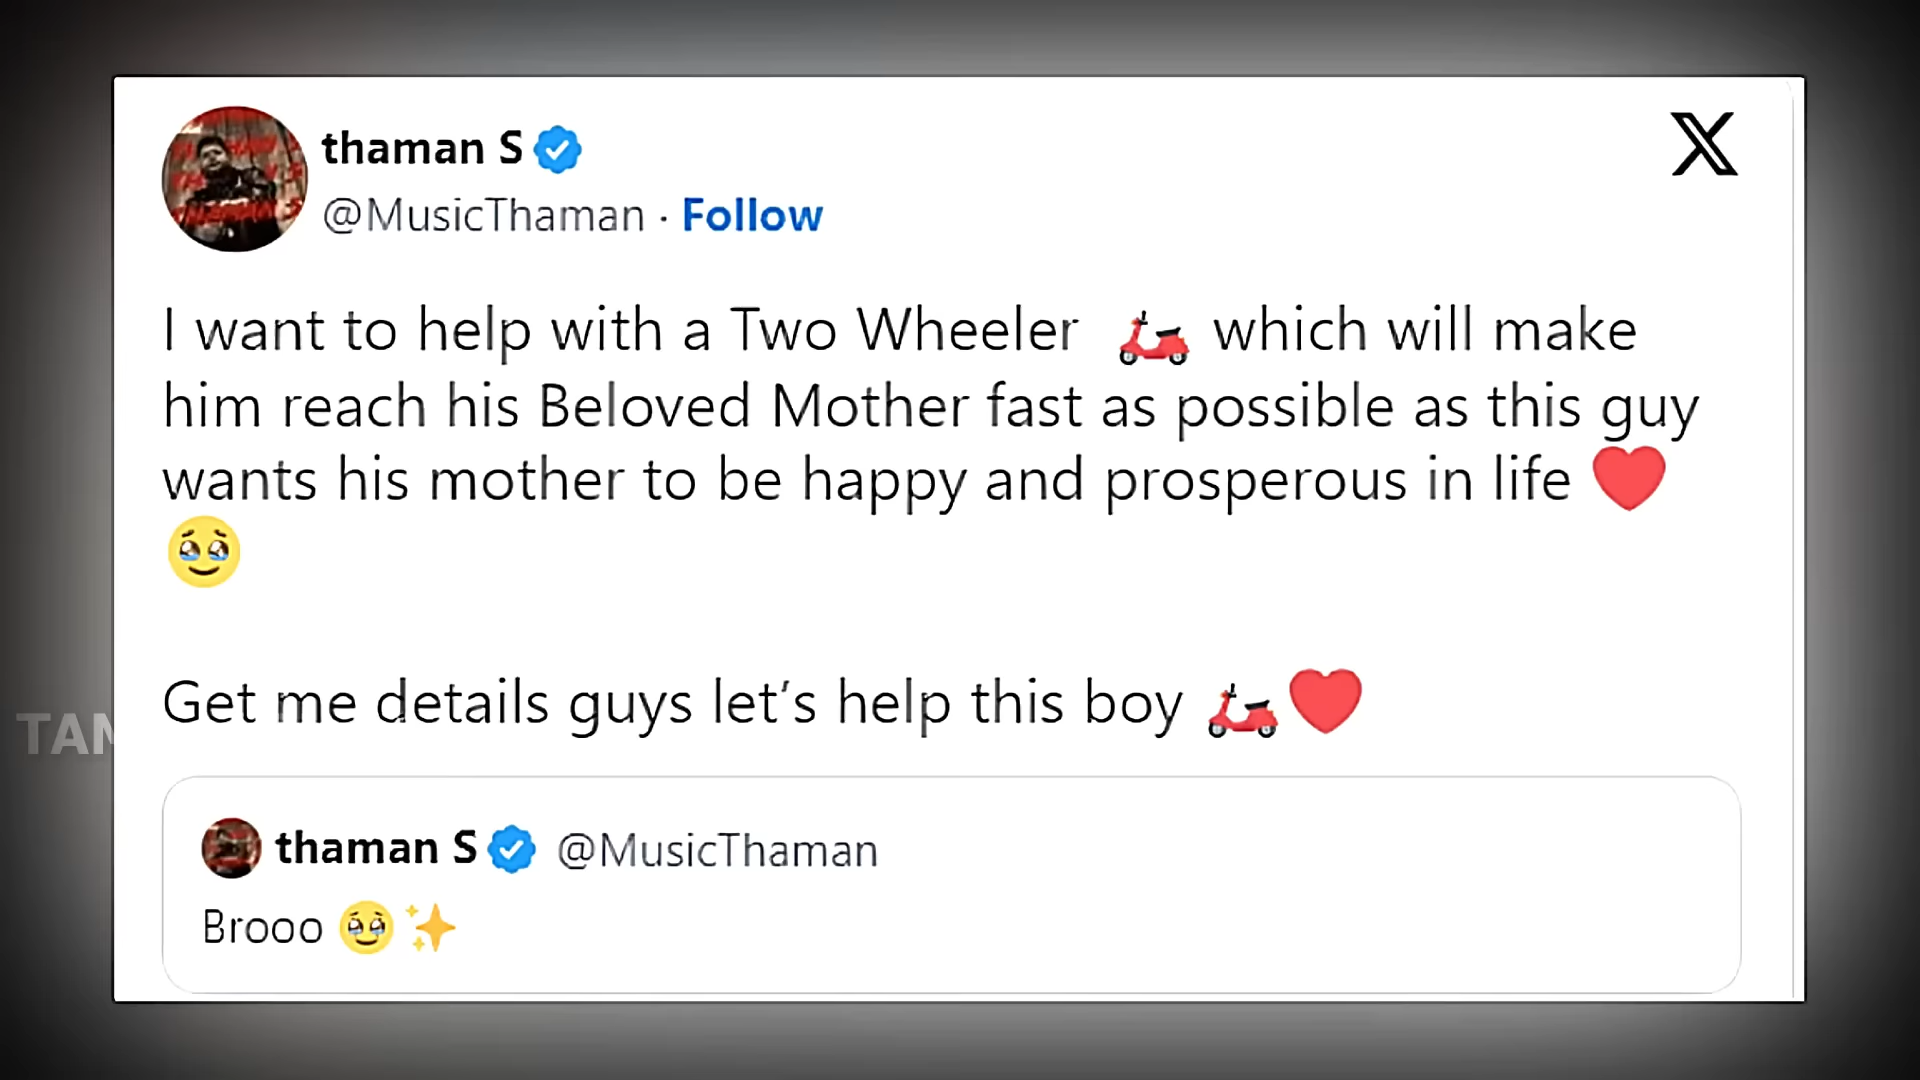 thaman S
@MusicThaman · Follow
I want to help with a Two Wheeler 🛵 which will make
him reach his Beloved Mother fast as possible as this guy
wants his mother to be happy and prosperous in life ❤️
🥹
Get me details guys let's help this boy 🛵❤️
TAM
thaman S @MusicThaman
Brooo 🥹✨